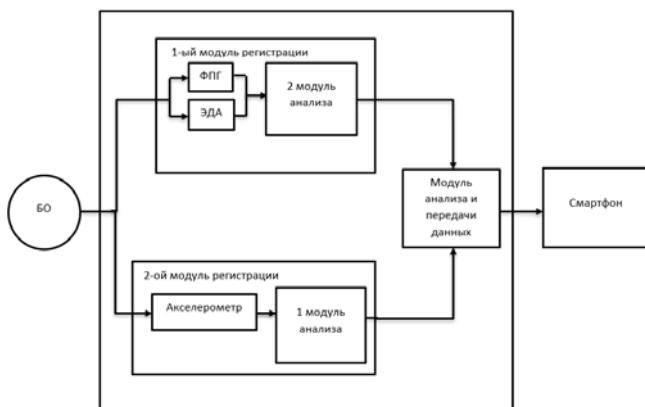 1-ый модуль регистрации
ФПГ
ЭДА
2 модуль
анализа
БО
Модуль
анализа и
передачи
данных
Смартфон
2-ой модуль регистрации
Акселерометр
1 модуль
анализа